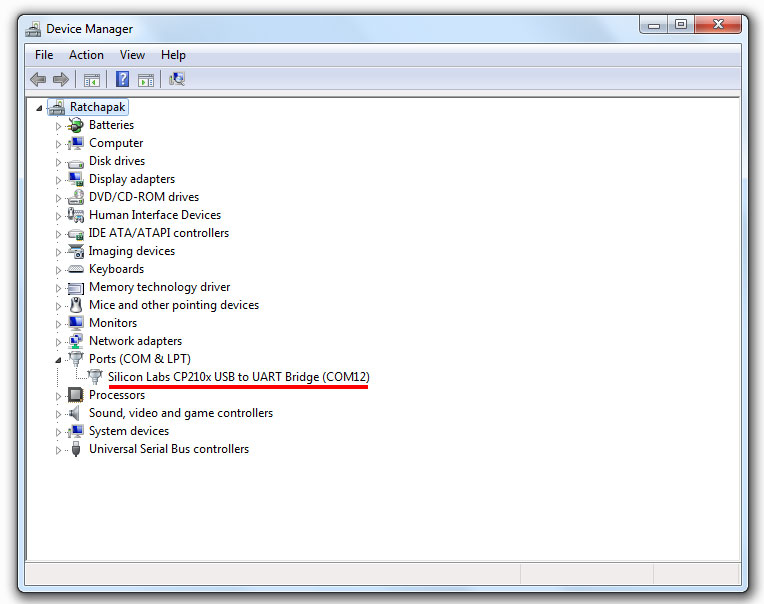 Device Manager
File Action View Help
Ratchapak
Batteries
Computer
Disk drives
Display adapters
DVD/CD-ROM drives
Human Interface Devices
IDE ATA/ATAPI controllers
Imaging devices
Keyboards
Memory technology driver
Mice and other pointing devices
Monitors
Network adapters
Ports (COM & LPT)
Silicon Labs CP210x USB to UART Bridge (COM12)
Processors
Sound, video and game controllers
System devices
Universal Serial Bus controllers